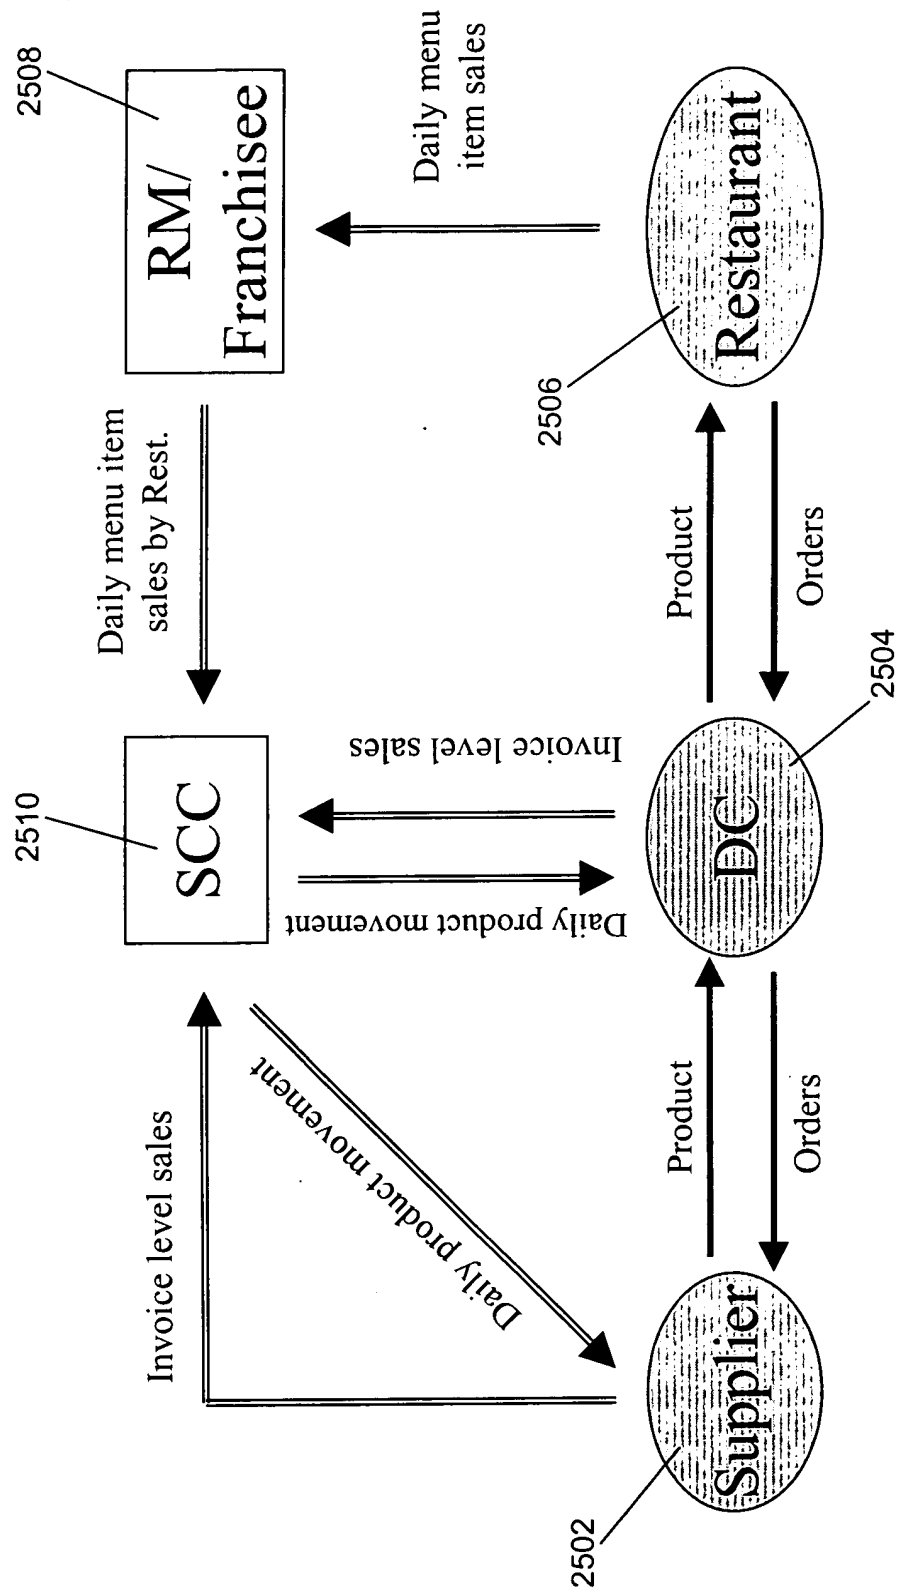 2510
2508
SCC
RM/
Franchisee
Invoice level sales
Daily menu item
sales by Rest.
Daily product movement
Daily product movement
Invoice level sales
Daily menu
item sales
2506
Product
Product
Supplier
DC
Restaurant
Orders
Orders
2502
2504